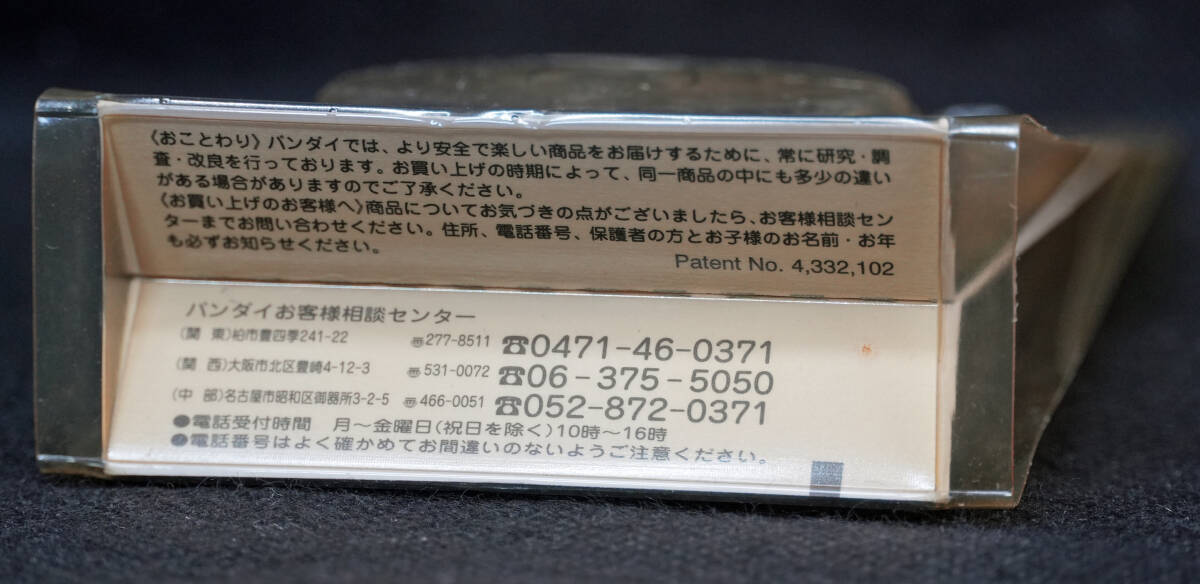 《おことわり》バンダイでは、より安全で楽しい商品をお届けするために、常に研究・調
査・改良を行っております。お買い上げの時期によって、同一商品の中にも多少の違い
がある場合がありますのでご了承ください。
《お買い上げのお客様へ》商品についてお気づきの点がございましたら、お客様相談セン
ターまでお問い合わせください。住所、電話番号、保護者の方とお子様のお名前・お年
も必ずお知らせください。
Patent No. 4,332,102
バンダイお客様相談センター
(関 東)柏市豊四季241-22 〠277-8511 ☎0471-46-0371
(関 西)大阪市北区豊崎4-12-3 〠531-0072 ☎06-375-5050
(中 部)名古屋市昭和区御器所3-2-5 〠466-0051 ☎052-872-0371
●電話受付時間 月～金曜日(祝日を除く)10時～16時
●電話番号はよく確かめてお間違いのないようご注意ください。